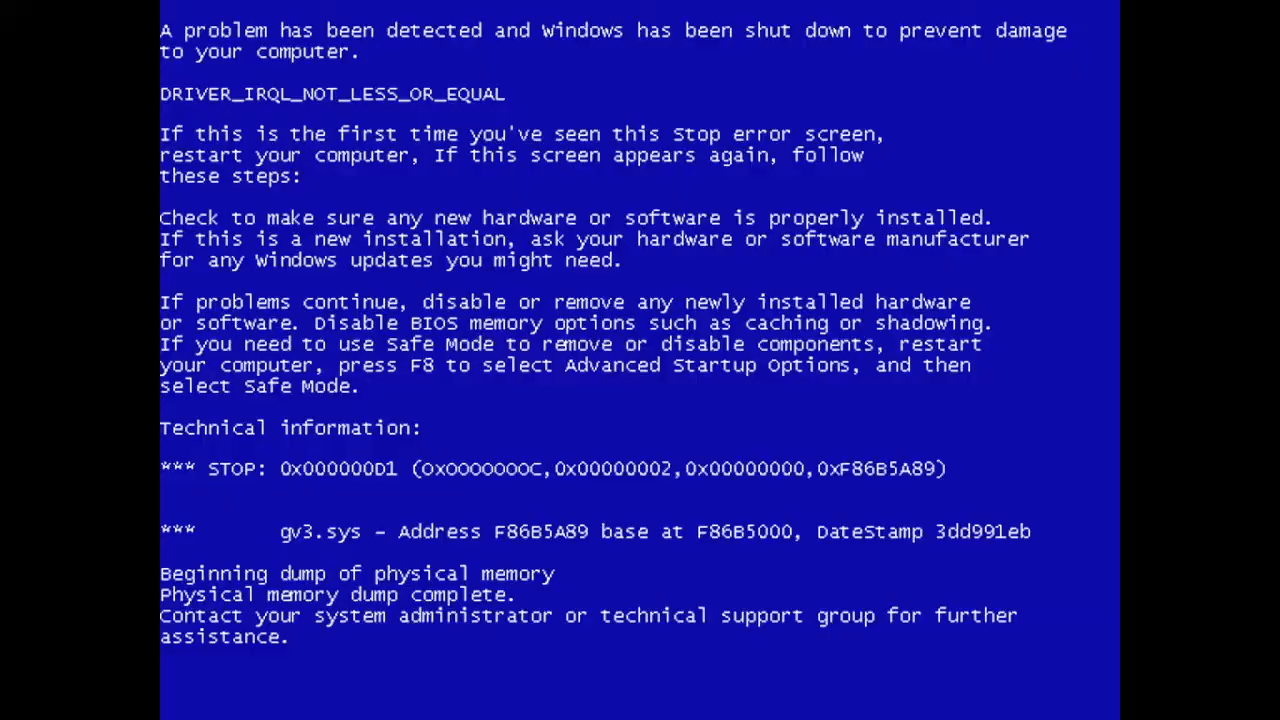 A problem has been detected and Windows has been shut down to prevent damage
to your computer.
DRIVER_IRQL_NOT_LESS_OR_EQUAL
If this is the first time you've seen this Stop error screen,
restart your computer, If this screen appears again, follow
these steps:
Check to make sure any new hardware or software is properly installed.
If this is a new installation, ask your hardware or software manufacturer
for any Windows updates you might need.
If problems continue, disable or remove any newly installed hardware
or software. Disable BIOS memory options such as caching or shadowing.
If you need to use Safe Mode to remove or disable components, restart
your computer, press F8 to select Advanced Startup Options, and then
select Safe Mode.
Technical information:
*** STOP: 0x000000D1 (0x0000000C,0x00000002,0x00000000,0xF86B5A89)
*** gv3.sys – Address F86B5A89 base at F86B5000, DateStamp 3dd991eb
Beginning dump of physical memory
Physical memory dump complete.
Contact your system administrator or technical support group for further
assistance.